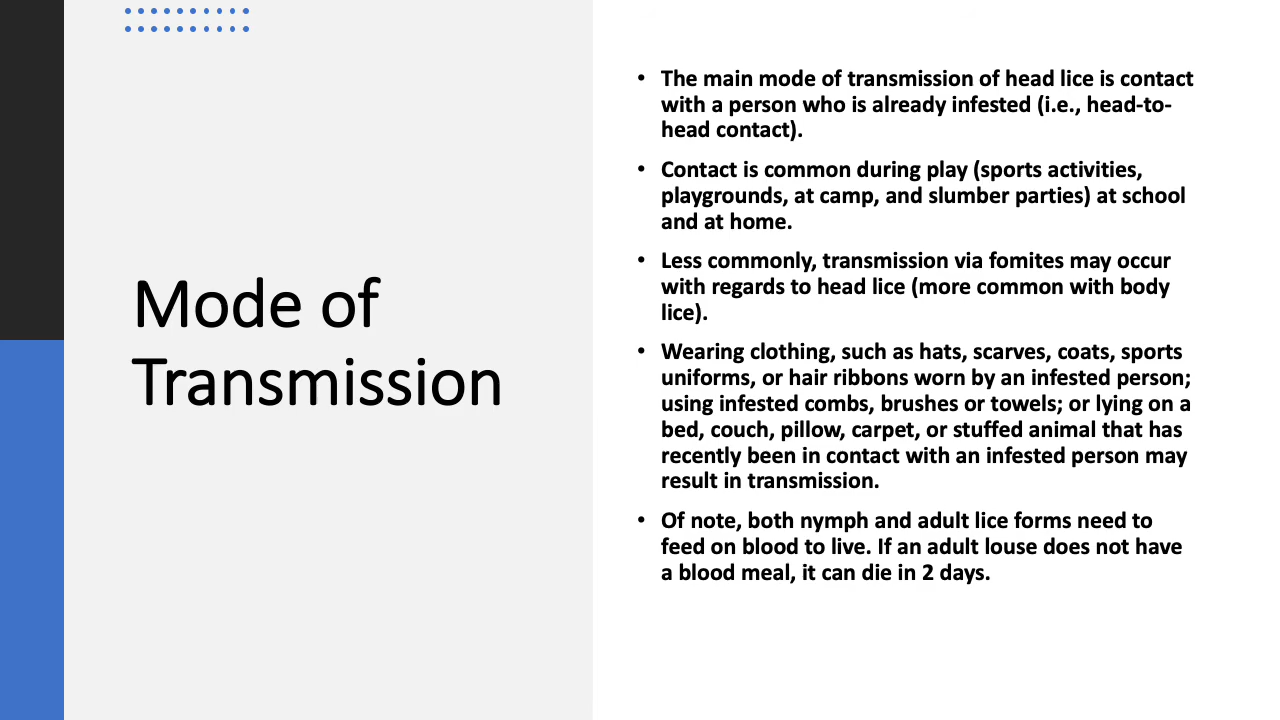 Mode of
Transmission
• The main mode of transmission of head lice is contact
with a person who is already infested (i.e., head-to-
head contact).
• Contact is common during play (sports activities,
playgrounds, at camp, and slumber parties) at school
and at home.
• Less commonly, transmission via fomites may occur
with regards to head lice (more common with body
lice).
• Wearing clothing, such as hats, scarves, coats, sports
uniforms, or hair ribbons worn by an infested person;
using infested combs, brushes or towels; or lying on a
bed, couch, pillow, carpet, or stuffed animal that has
recently been in contact with an infested person may
result in transmission.
• Of note, both nymph and adult lice forms need to
feed on blood to live. If an adult louse does not have
a blood meal, it can die in 2 days.